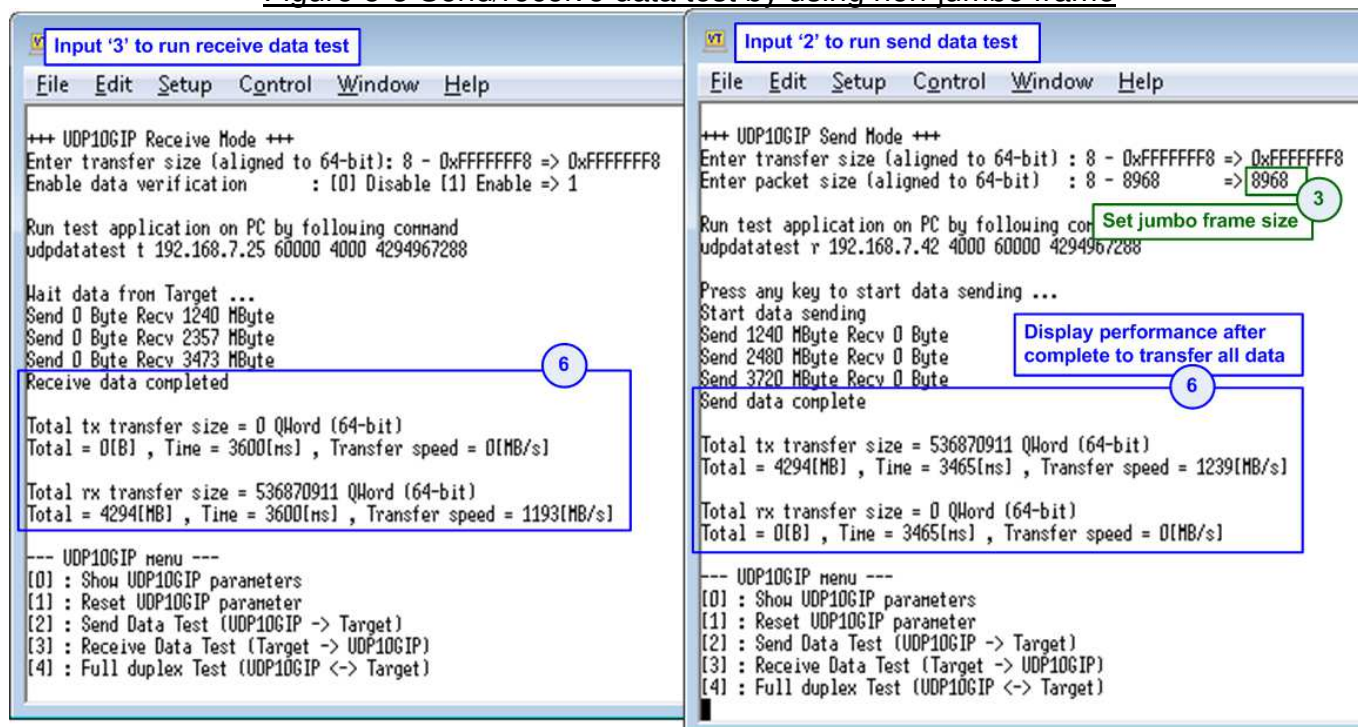 Figure 3-3 Send/receive data test by using non-jumbo frame
Input ‘3’ to run receive data test
File Edit Setup Control Window Help
+++ UDP10GIP Receive Mode +++
Enter transfer size (aligned to 64-bit): 8 - 0xFFFFFFF8 => 0xFFFFFFF8
Enable data verification : [0] Disable [1] Enable => 1
Run test application on PC by following command
udpdatatest t 192.168.7.25 60000 4000 4294967288
Wait data from Target ...
Send 0 Byte Recv 1240 MByte
Send 0 Byte Recv 2357 MByte
Send 0 Byte Recv 3473 MByte
6
Receive data completed
Total tx transfer size = 0 QWord (64-bit)
Total = 0[B] , Time = 3600[ms] , Transfer speed = 0[MB/s]
Total rx transfer size = 536870911 QWord (64-bit)
Total = 4294[MB] , Time = 3600[ms] , Transfer speed = 1193[MB/s]
--- UDP10GIP menu ---
[0] : Show UDP10GIP parameters
[1] : Reset UDP10GIP parameter
[2] : Send Data Test (UDP10GIP -> Target)
[3] : Receive Data Test (Target -> UDP10GIP)
[4] : Full duplex Test (UDP10GIP <-> Target)
VT
Input ‘2’ to run send data test
File Edit Setup Control Window Help
+++ UDP10GIP Send Mode +++
Enter transfer size (aligned to 64-bit) : 8 - 0xFFFFFFF8 => 0xFFFFFFF8
Enter packet size (aligned to 64-bit) : 8 - 8968 => 8968
3
Set jumbo frame size
Run test application on PC by following
udpdatatest r 192.168.7.42 4000 60000 4294967288
Press any key to start data sending ...
Start data sending
Send 1240 MByte Recv 0 Byte
Send 2480 MByte Recv 0 Byte
Send 3720 MByte Recv 0 Byte
Display performance after
complete to transfer all data
6
Send data complete
Total tx transfer size = 536870911 QWord (64-bit)
Total = 4294[MB] , Time = 3465[ms] , Transfer speed = 1239[MB/s]
Total rx transfer size = 0 QWord (64-bit)
Total = 0[B] , Time = 3465[ms] , Transfer speed = 0[MB/s]
--- UDP10GIP menu ---
[0] : Show UDP10GIP parameters
[1] : Reset UDP10GIP parameter
[2] : Send Data Test (UDP10GIP -> Target)
[3] : Receive Data Test (Target -> UDP10GIP)
[4] : Full duplex Test (UDP10GIP <-> Target)